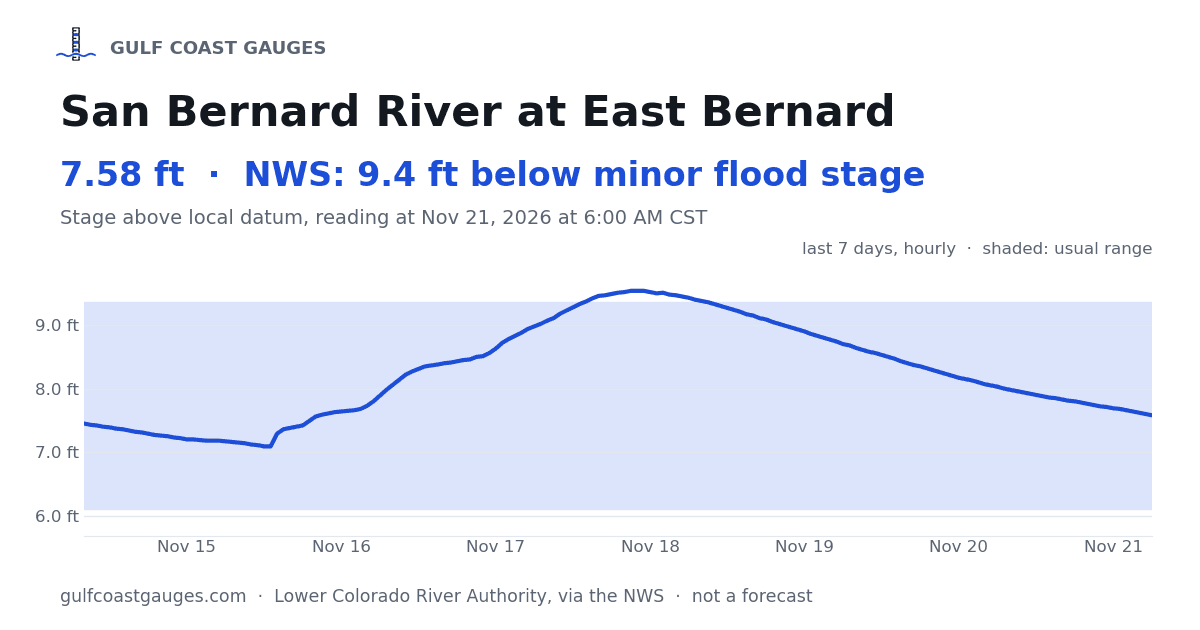 GULF COAST GAUGES
San Bernard River at East Bernard
7.58 ft · NWS: 9.4 ft below minor flood stage
Stage above local datum, reading at Nov 21, 2026 at 6:00 AM CST
last 7 days, hourly · shaded: usual range
9.0 ft
8.0 ft
7.0 ft
6.0 ft
Nov 15 Nov 16 Nov 17 Nov 18 Nov 19 Nov 20 Nov 21
gulfcoastgauges.com · Lower Colorado River Authority, via the NWS · not a forecast